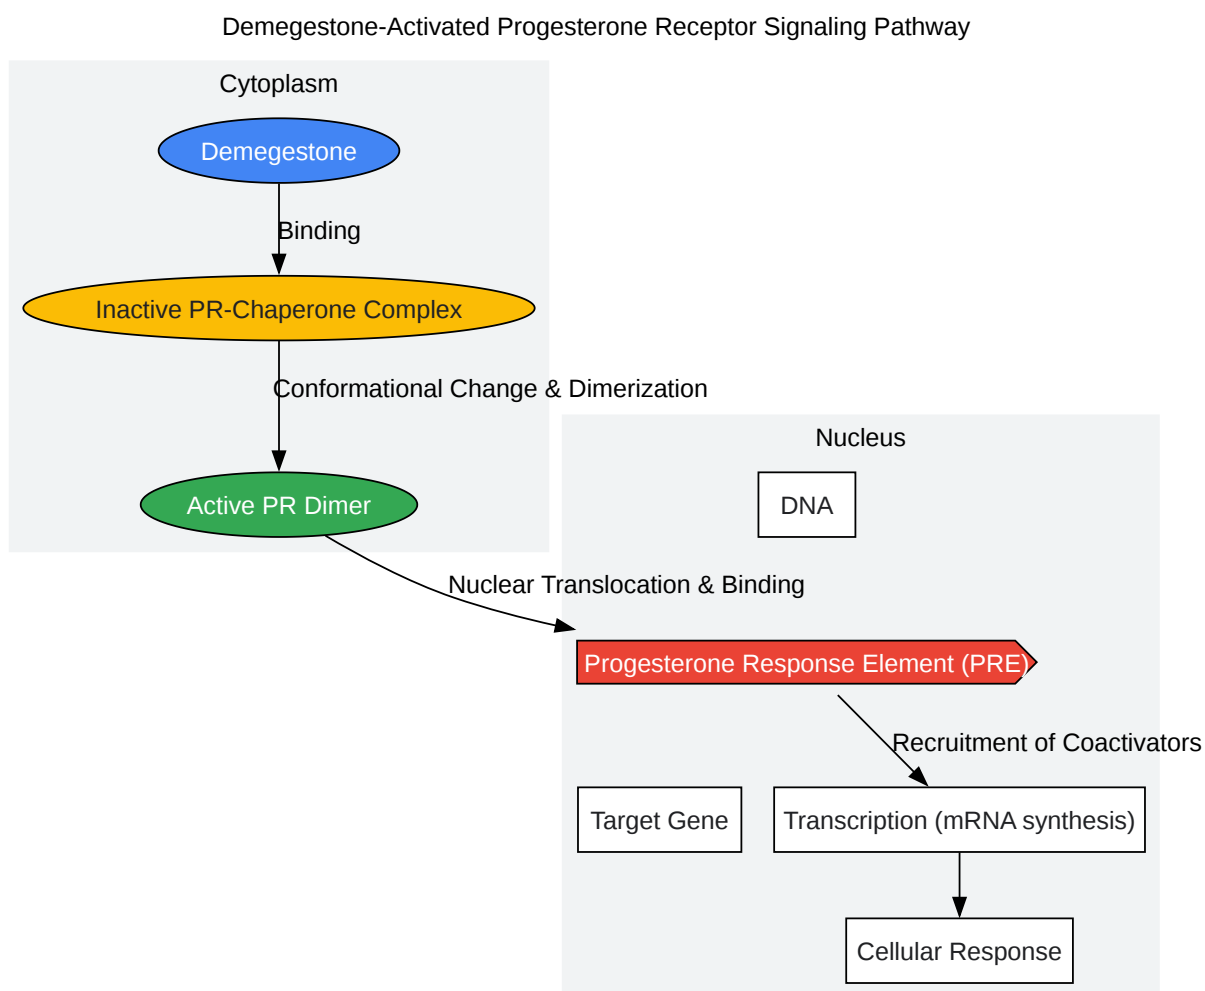 Demegestone-Activated Progesterone Receptor Signaling Pathway
Cytoplasm
Demegestone
Binding
Inactive PR-Chaperone Complex
Conformational Change & Dimerization
Nucleus
Active PR Dimer
DNA
Nuclear Translocation & Binding
Progesterone Response Element (PRE)
Recruitment of Coactivators
Target Gene
Transcription (mRNA synthesis)
Cellular Response